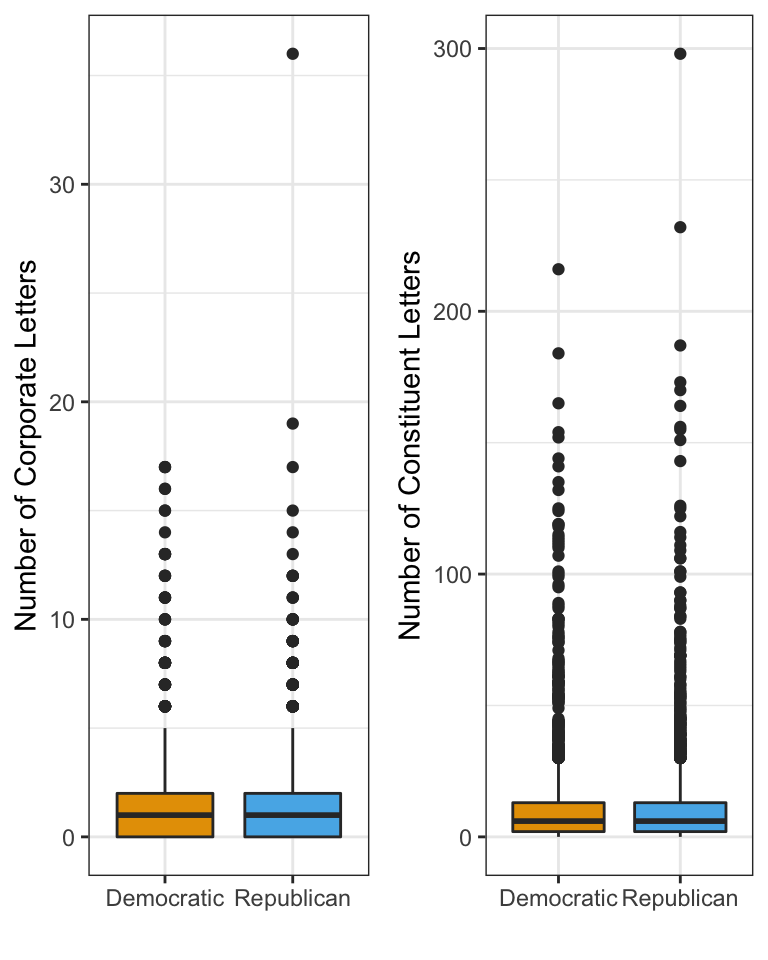 Number of Corporate Letters
30
20
10
0
Democratic Republican
Number of Constituent Letters
300
200
100
0
Democratic Republican